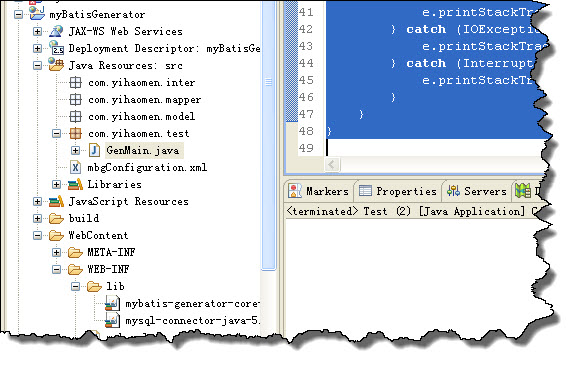 myBatisGenerator
JAX-WS Web Services
Deployment Descriptor: myBatisGe
Java Resources: src
com.yihaomen.inter
com.yihaomen.mapper
com.yihaomen.model
com.yihaomen.test
GenMain.java
mbgConfiguration.xml
Libraries
JavaScript Resources
build
WebContent
META-INF
WEB-INF
lib
mybatis-generator-core-
mysql-connector-java-5.
41 e.printStackTra
42 } catch (IOExceptio
43 e.printStackTra
44 } catch (Interrupt
45 e.printStackTra
46 }
47 }
48 }
49
Markers Properties Servers D
<terminated> Test (2) [Java Application] C